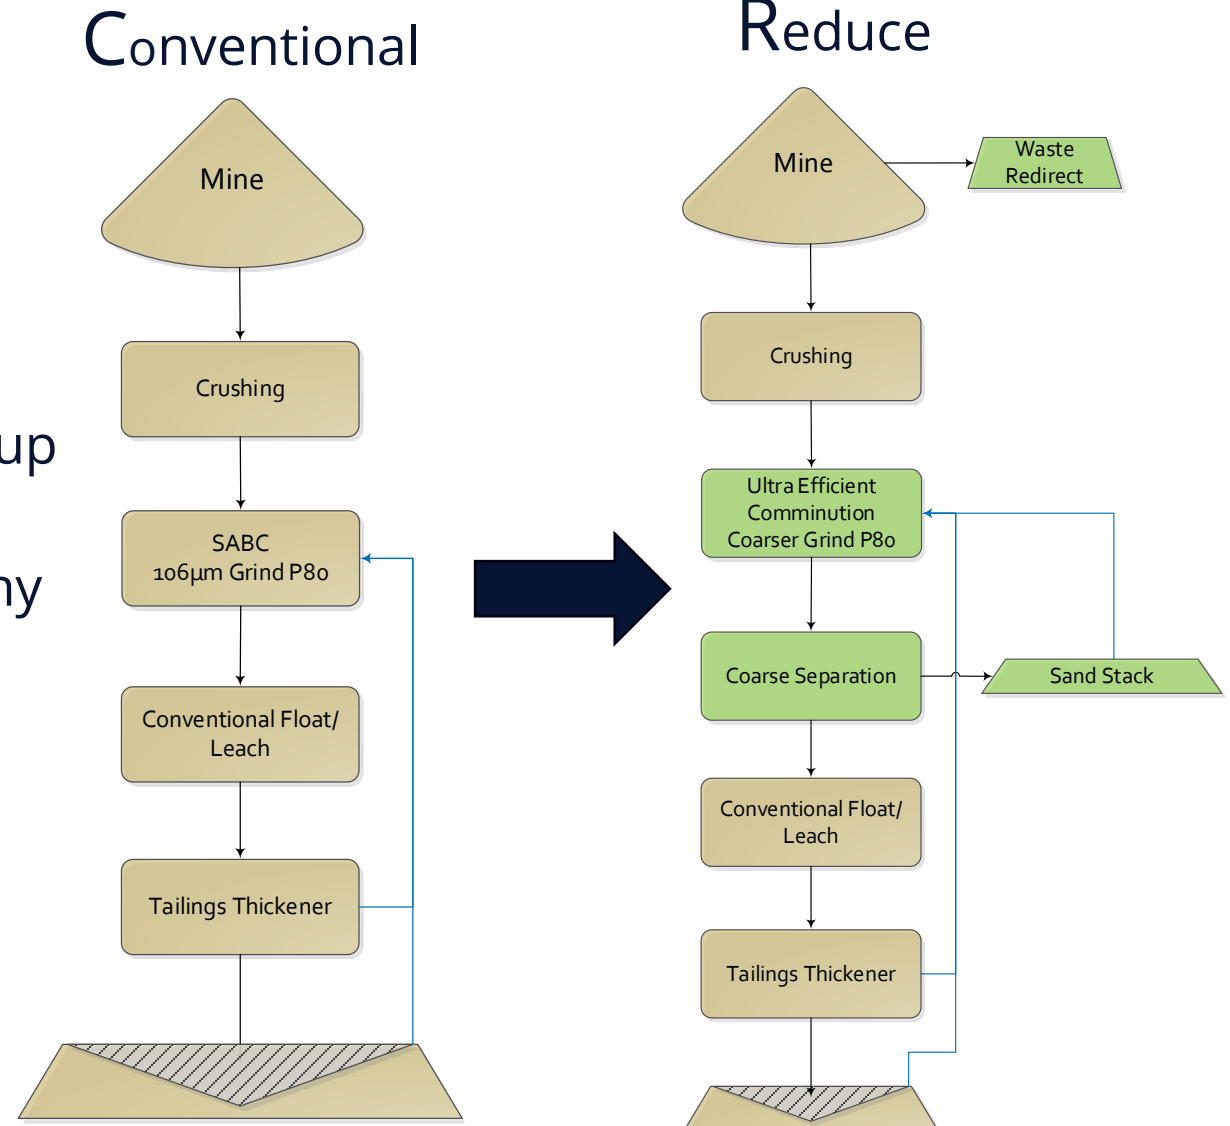 Conventional
Mine
Crushing
SABC
106µm Grind P80
Conventional Float/
Leach
Tailings Thickener
up
ny
Reduce
Mine
Waste
Redirect
Crushing
Ultra Efficient
Comminution
Coarser Grind P80
Coarse Separation
Sand Stack
Conventional Float/
Leach
Tailings Thickener